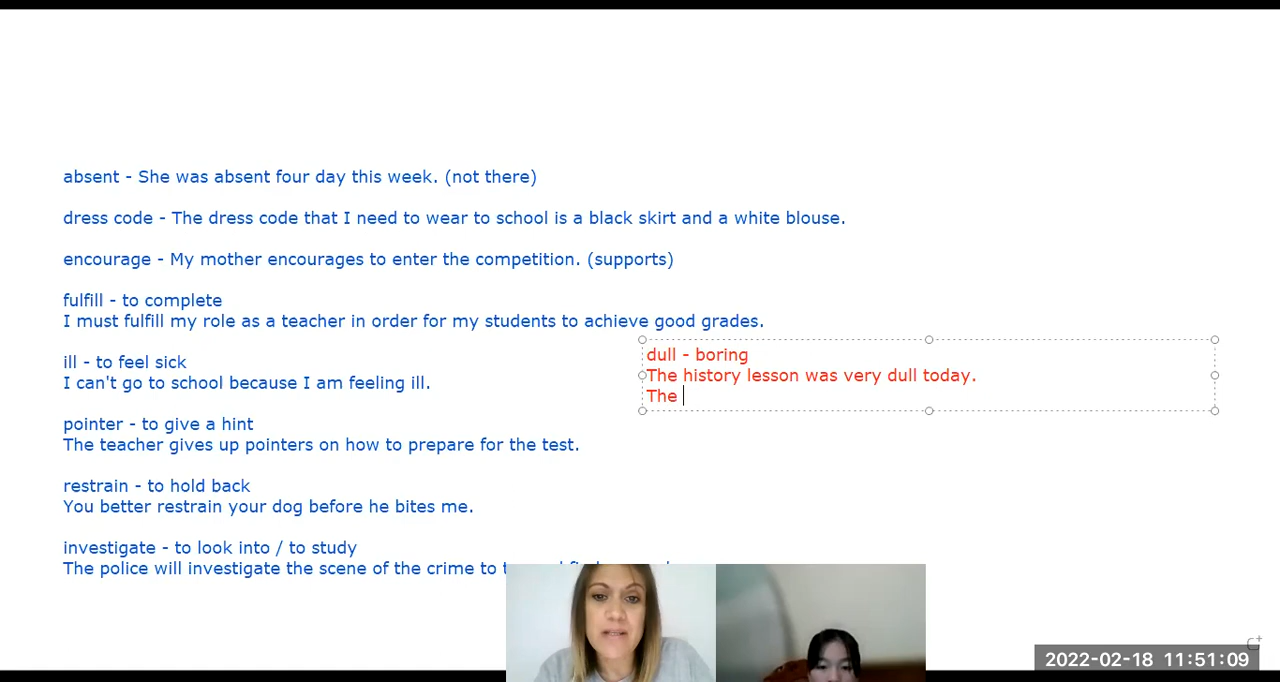 absent - She was absent four day this week. (not there)
dress code - The dress code that I need to wear to school is a black skirt and a white blouse.
encourage - My mother encourages to enter the competition. (supports)
fulfill - to complete
I must fulfill my role as a teacher in order for my students to achieve good grades.
ill - to feel sick
I can't go to school because I am feeling ill.
pointer - to give a hint
The teacher gives up pointers on how to prepare for the test.
restrain - to hold back
You better restrain your dog before he bites me.
investigate - to look into / to study
The police will investigate the scene of the crime to
dull - boring
The history lesson was very dull today.
The
2022-02-18 11:51:09